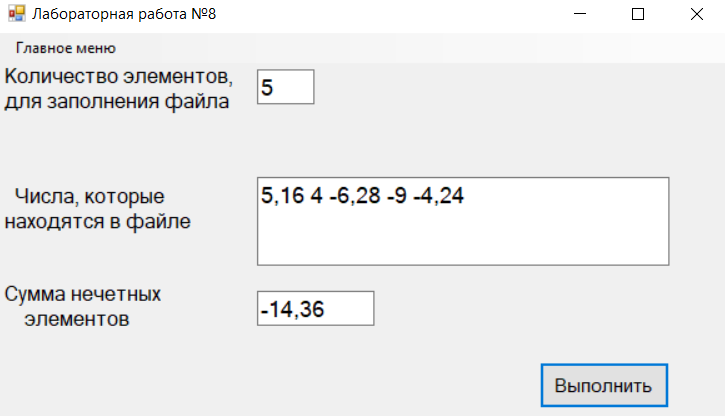 Лабораторная работа №8
Главное меню
Количество элементов,
для заполнения файла
5
Числа, которые
находятся в файле
5,16 4 -6,28 -9 -4,24
Сумма нечетных
элементов
-14,36
Выполнить